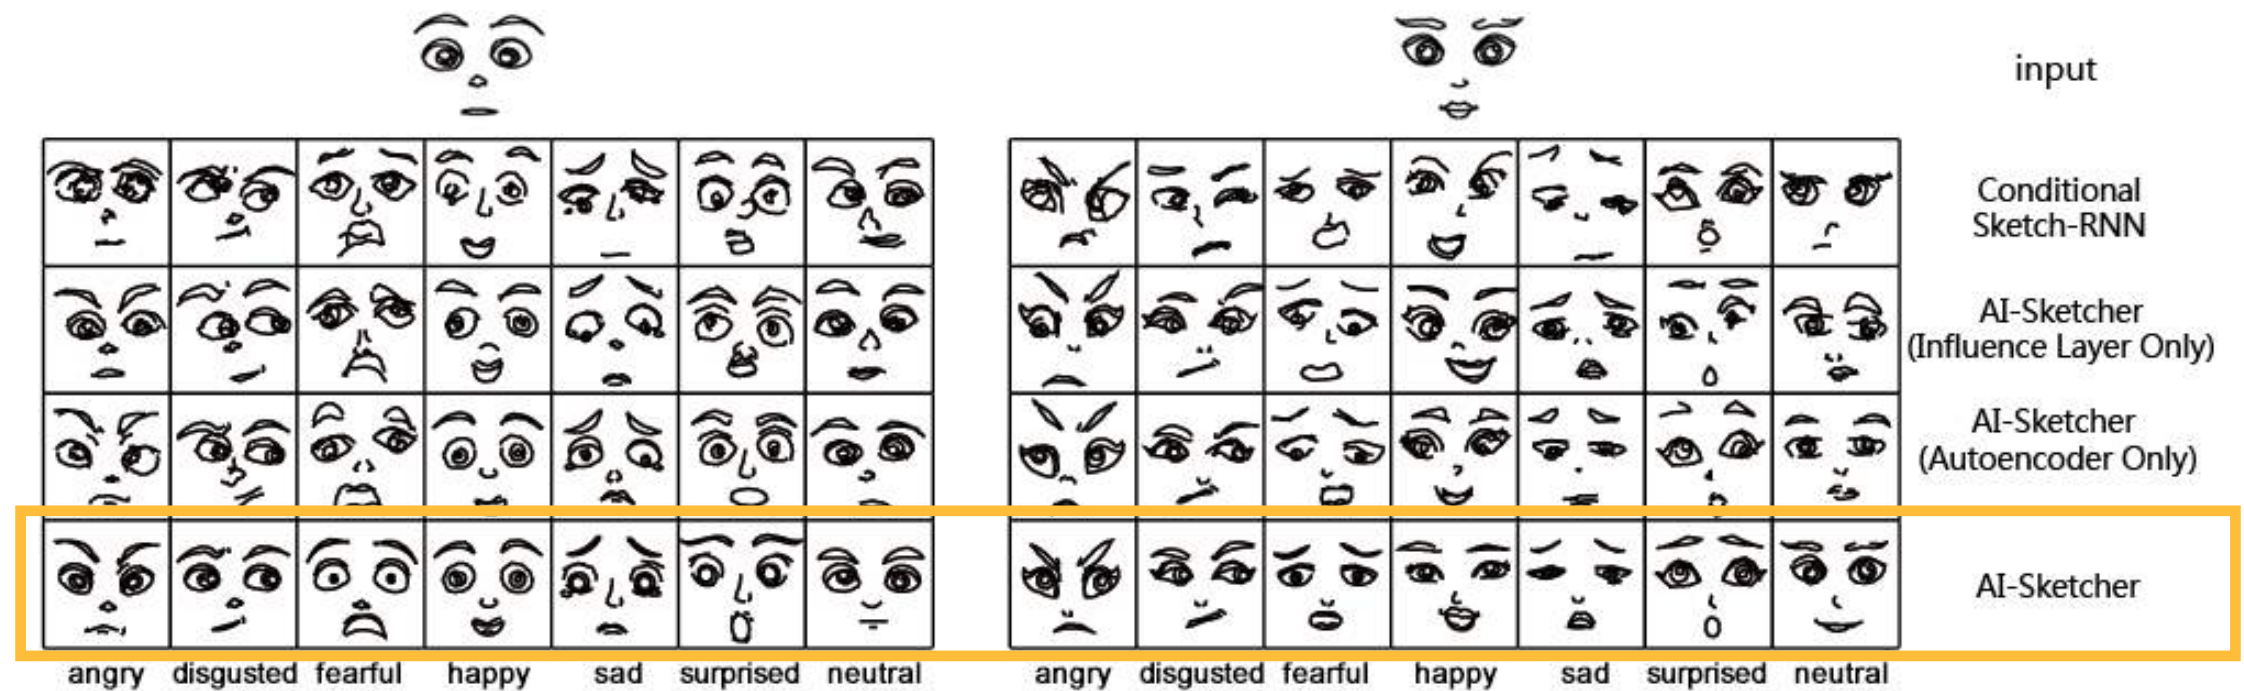 input
Conditional
Sketch-RNN
AI-Sketcher
(Influence Layer Only)
AI-Sketcher
(Autoencoder Only)
AI-Sketcher
angry disgusted fearful happy sad surprised neutral angry disgusted fearful happy sad surprised neutral